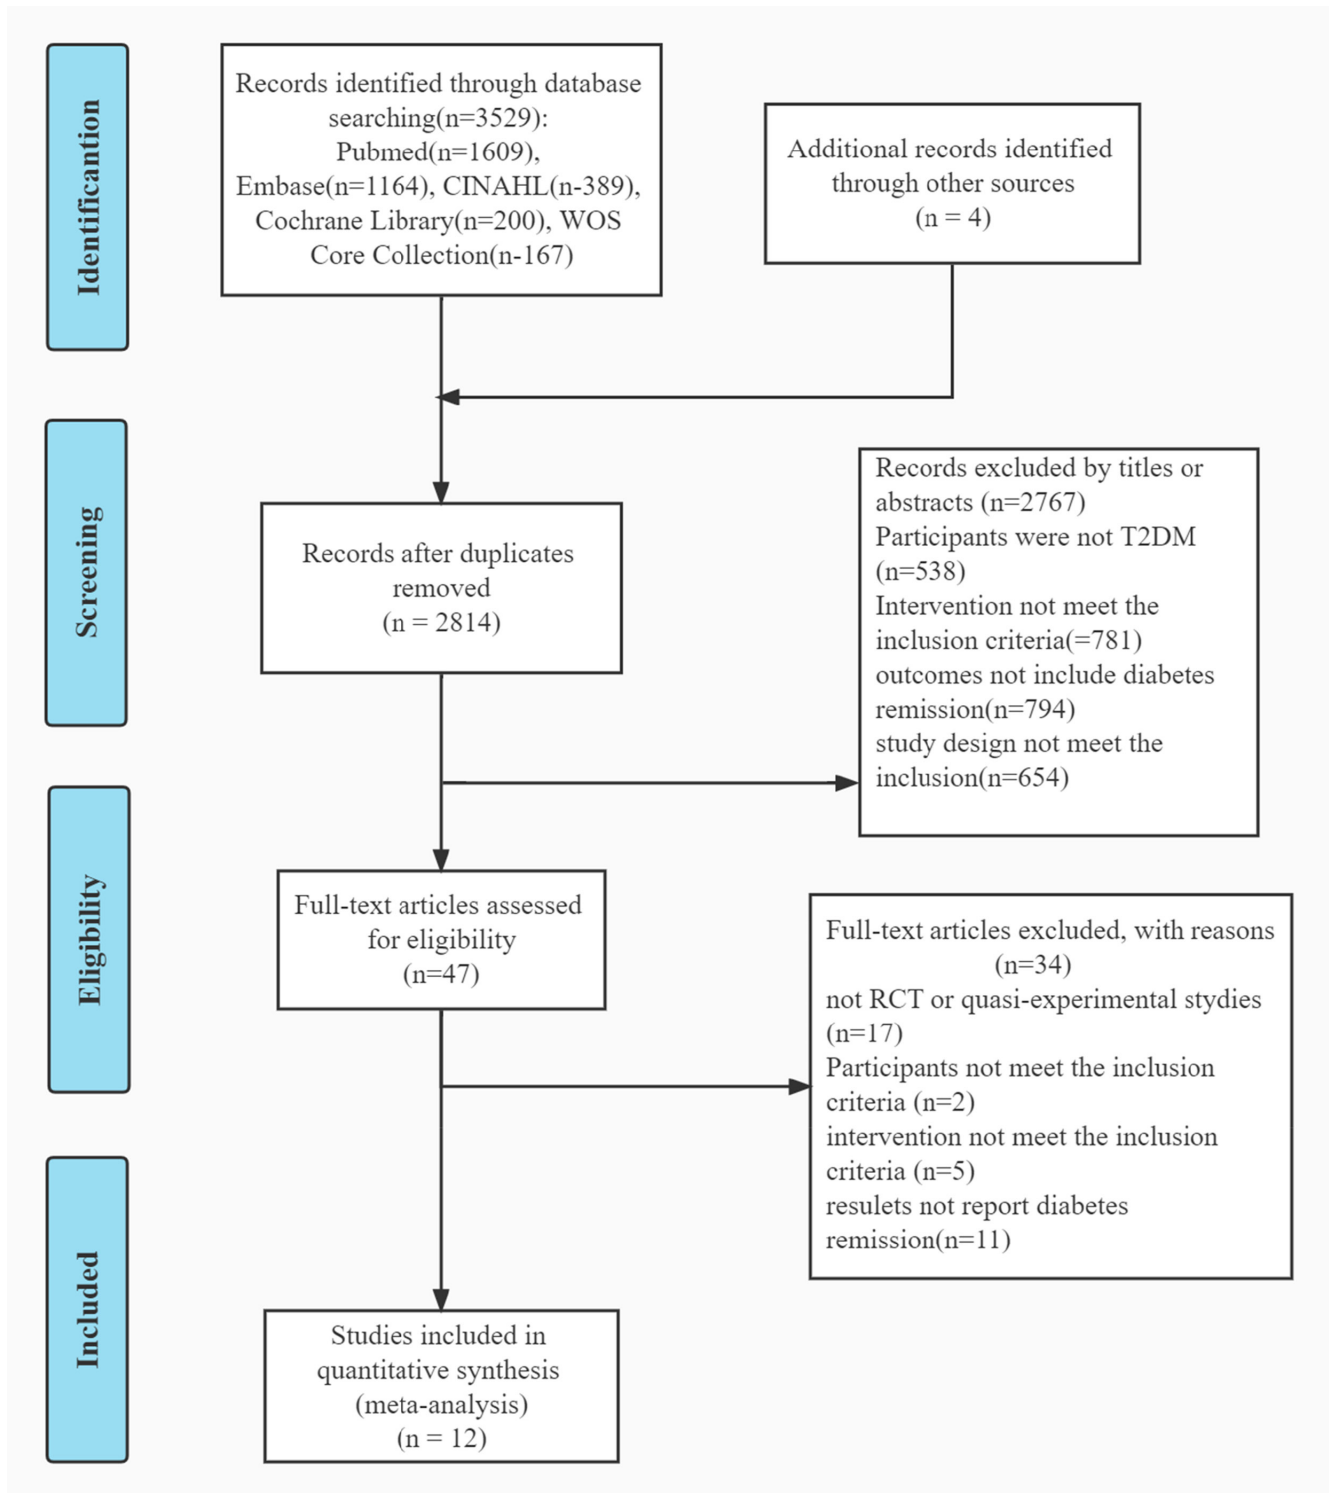 Identificantion
Records identified through database
searching(n=3529):
Pubmed(n=1609),
Embase(n=1164), CINAHL(n-389),
Cochrane Library(n=200), WOS
Core Collection(n-167)
Additional records identified
through other sources
(n = 4)
Screening
Records after duplicates
removed
(n = 2814)
Records excluded by titles or
abstracts (n=2767)
Participants were not T2DM
(n=538)
Intervention not meet the
inclusion criteria(=781)
outcomes not include diabetes
remission(n=794)
study design not meet the
inclusion(n=654)
Eligibility
Full-text articles assessed
for eligibility
(n=47)
Full-text articles excluded, with reasons
(n=34)
not RCT or quasi-experimental stydies
(n=17)
Participants not meet the inclusion
criteria (n=2)
intervention not meet the inclusion
criteria (n=5)
resulets not report diabetes
remission(n=11)
Included
Studies included in
quantitative synthesis
(meta-analysis)
(n = 12)